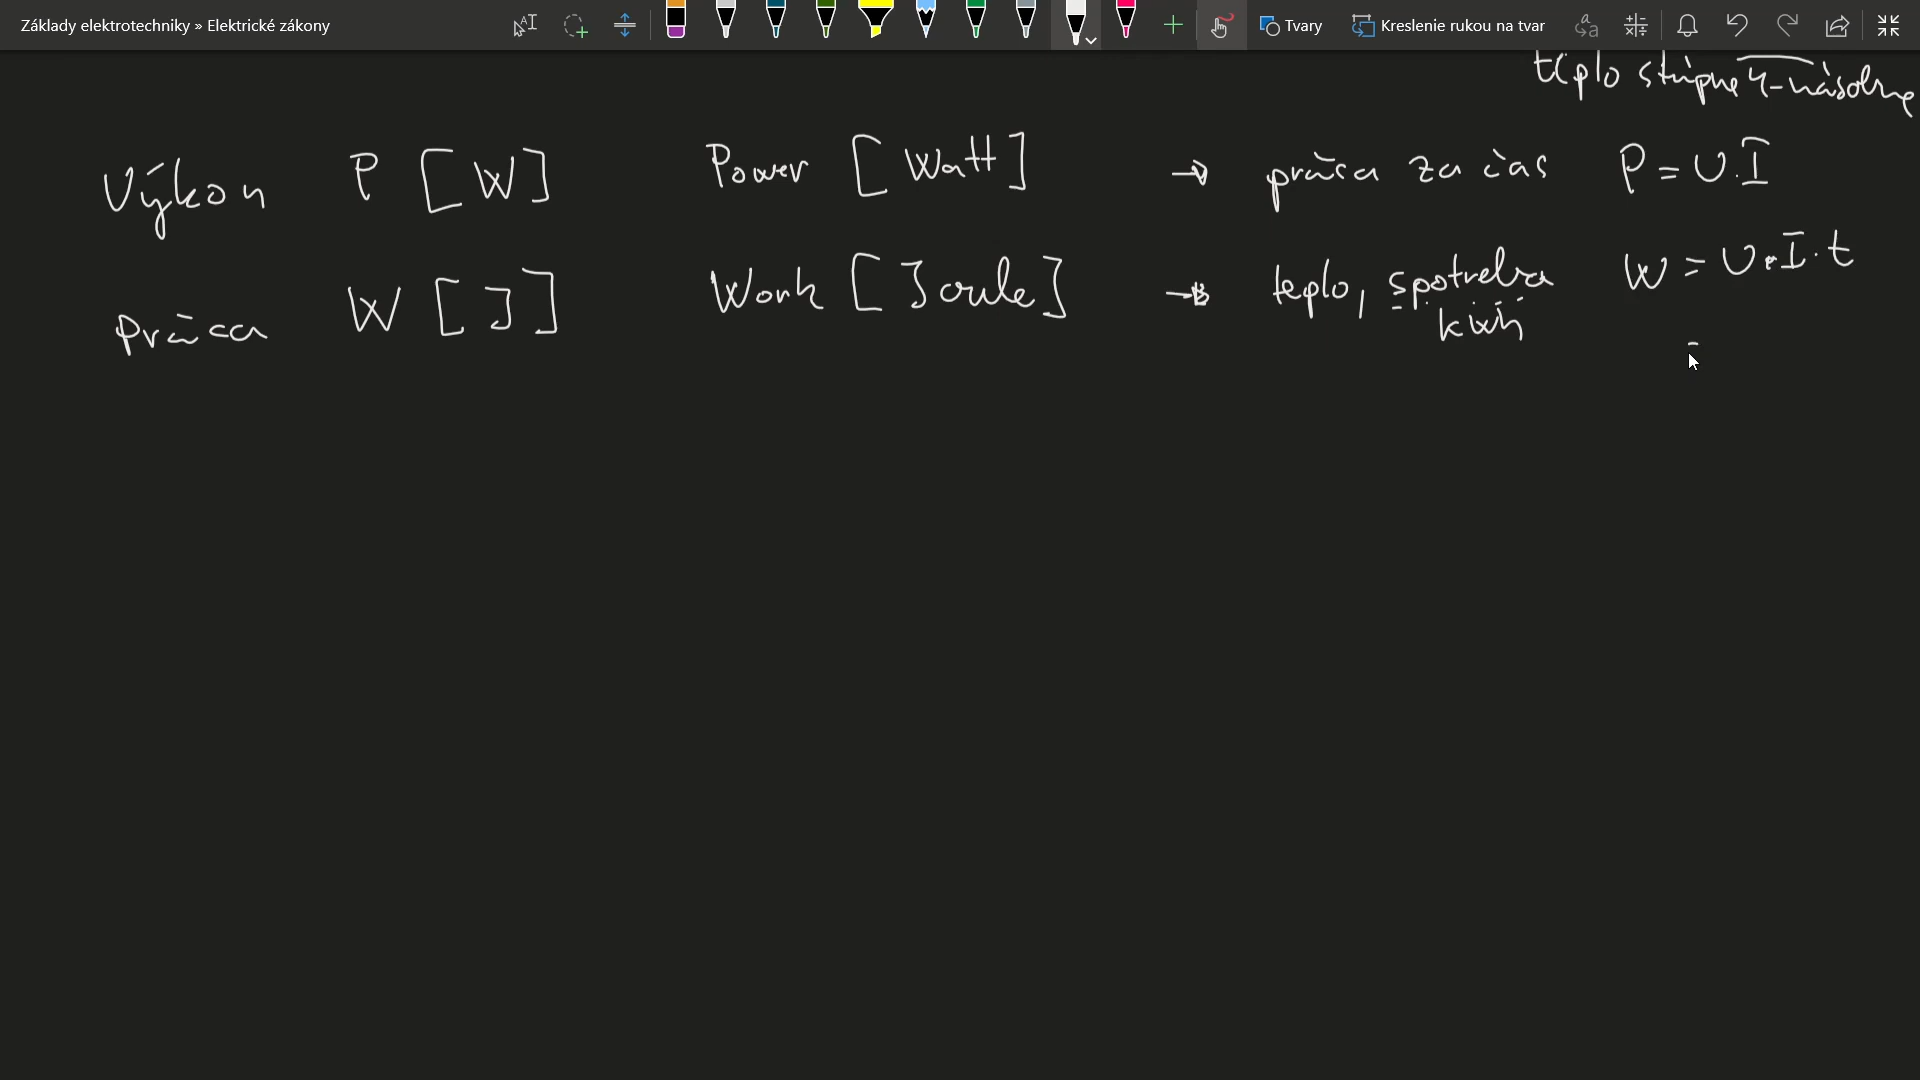 Základy elektrotechniky » Elektrické zákony
Tvary
Kreslenie rukou na tvar
teplo stúpne 4-násobne
Výkon P [W] Power [Watt] → práca za čas P = U.I
Práca W [J] Work [Joule] → teplo, spotreba W = U.I.t
kWh
=